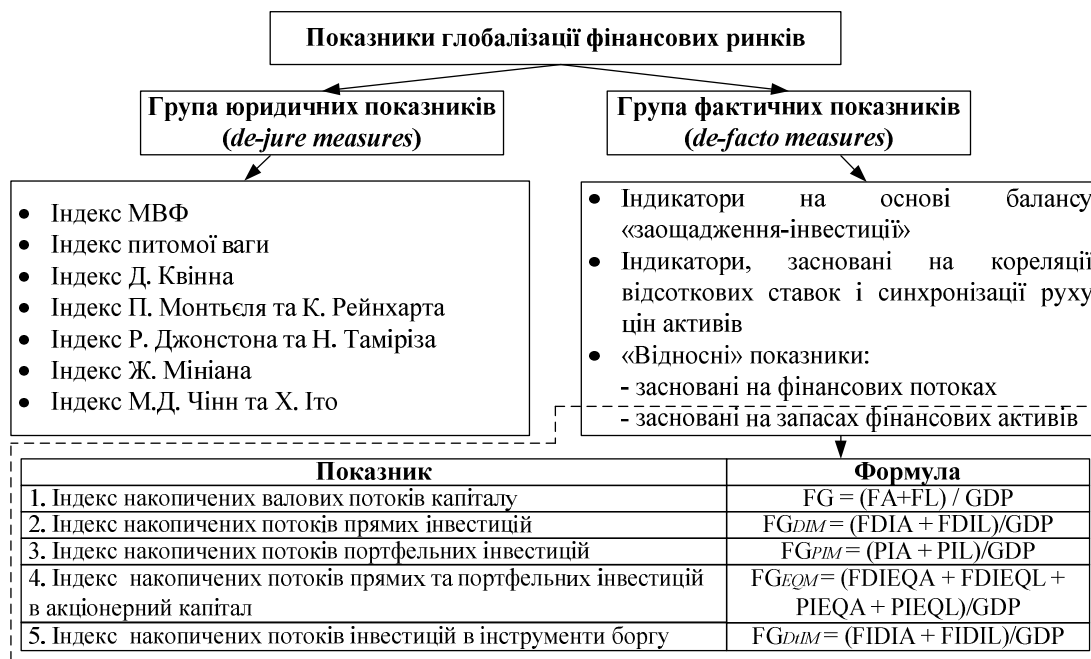 Показники глобалізації фінансових ринків
Група юридичних показників
(de-jure measures)
Група фактичних показників
(de-facto measures)
• Індекс МВФ
• Індекс питомої ваги
• Індекс Д. Квінна
• Індекс П. Монтьєля та К. Рейнхарта
• Індекс Р. Джонстона та Н. Таміріза
• Індекс Ж. Мініана
• Індекс М.Д. Чінн та Х. Іто
• Індикатори на основі балансу
«заощадження-інвестиції»
• Індикатори, засновані на кореляції
відсоткових ставок і синхронізації руху
цін активів
• «Відносні» показники:
- засновані на фінансових потоках
- засновані на запасах фінансових активів
Показник Формула
1. Індекс накопичених валових потоків капіталу FG = (FA+FL) / GDP
2. Індекс накопичених потоків прямих інвестицій FGDIM = (FDIA + FDIL)/GDP
3. Індекс накопичених потоків портфельних інвестицій FGPIM = (PIA + PIL)/GDP
4. Індекс накопичених потоків прямих та портфельних інвестицій
в акціонерний капітал
FGEQM = (FDIEQA + FDIEQL +
PIEQA + PIEQL)/GDP
5. Індекс накопичених потоків інвестицій в інструменти боргу FGDtIM = (FIDIA + FIDIL)/GDP